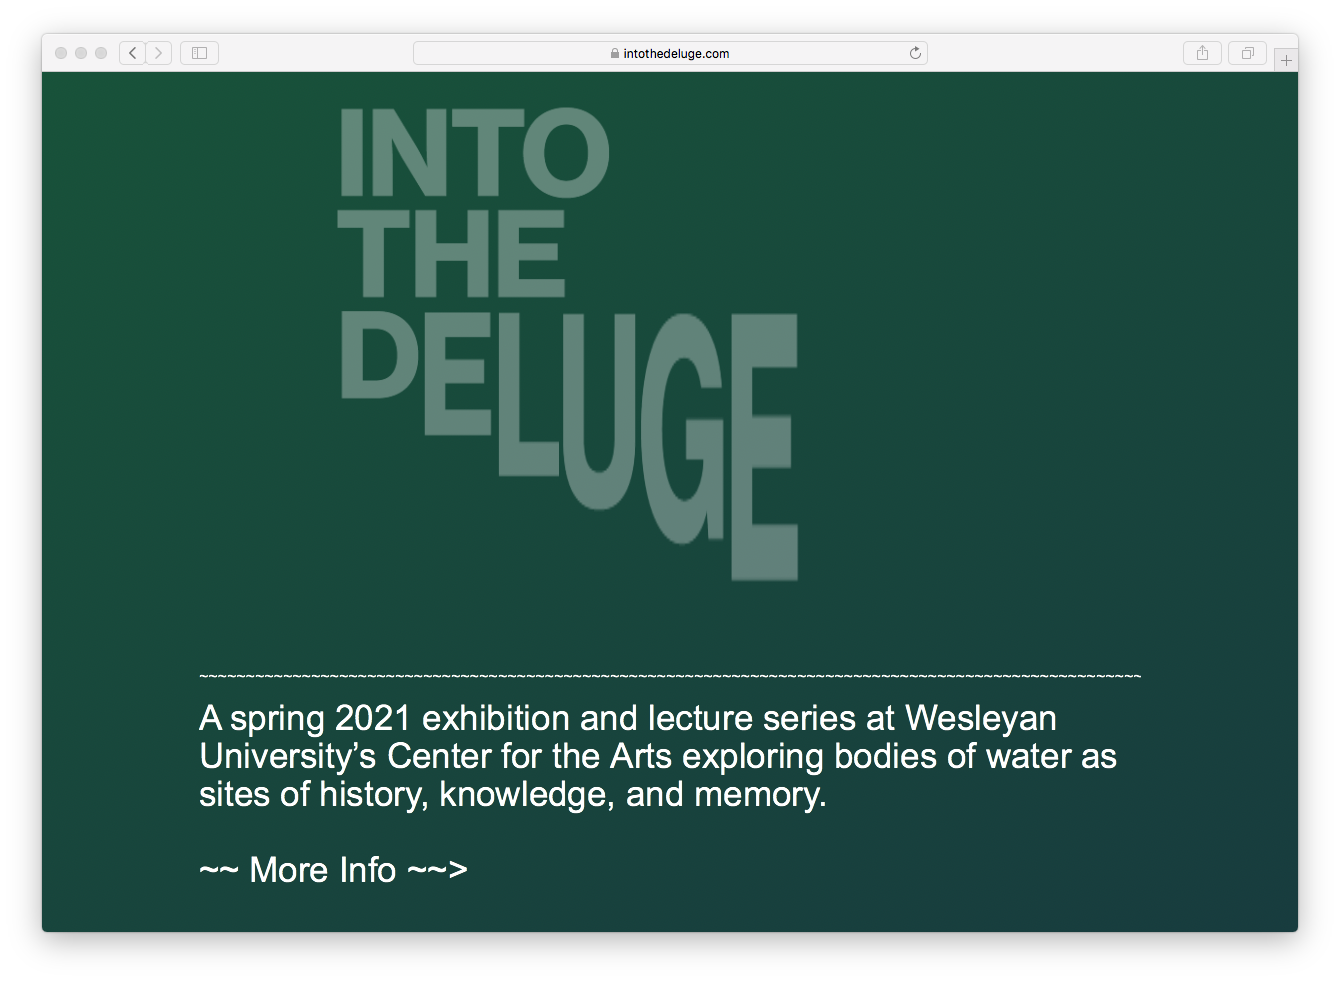 intothedeluge.com
INTO
THE
DELUGE
~~~~~~~~~~~~~~~~~~~~~~~~~~~~~~~~~~~~~~~~~~~~~~~~~~~~~~~~~~~~~~~~~~~~~~~~~~~~~~~~~~~~~~~~~~~~~~~~~~~~~
A spring 2021 exhibition and lecture series at Wesleyan
University’s Center for the Arts exploring bodies of water as
sites of history, knowledge, and memory.
~~ More Info ~~>